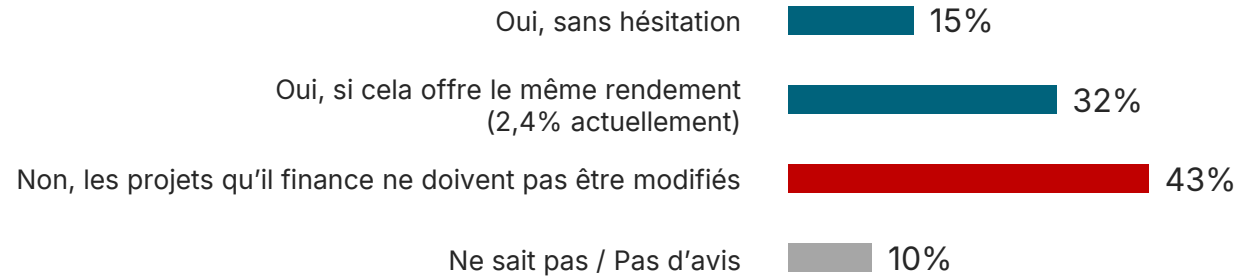 Oui, sans hésitation 15%
Oui, si cela offre le même rendement
(2,4% actuellement) 32%
Non, les projets qu’il finance ne doivent pas être modifiés 43%
Ne sait pas / Pas d’avis 10%